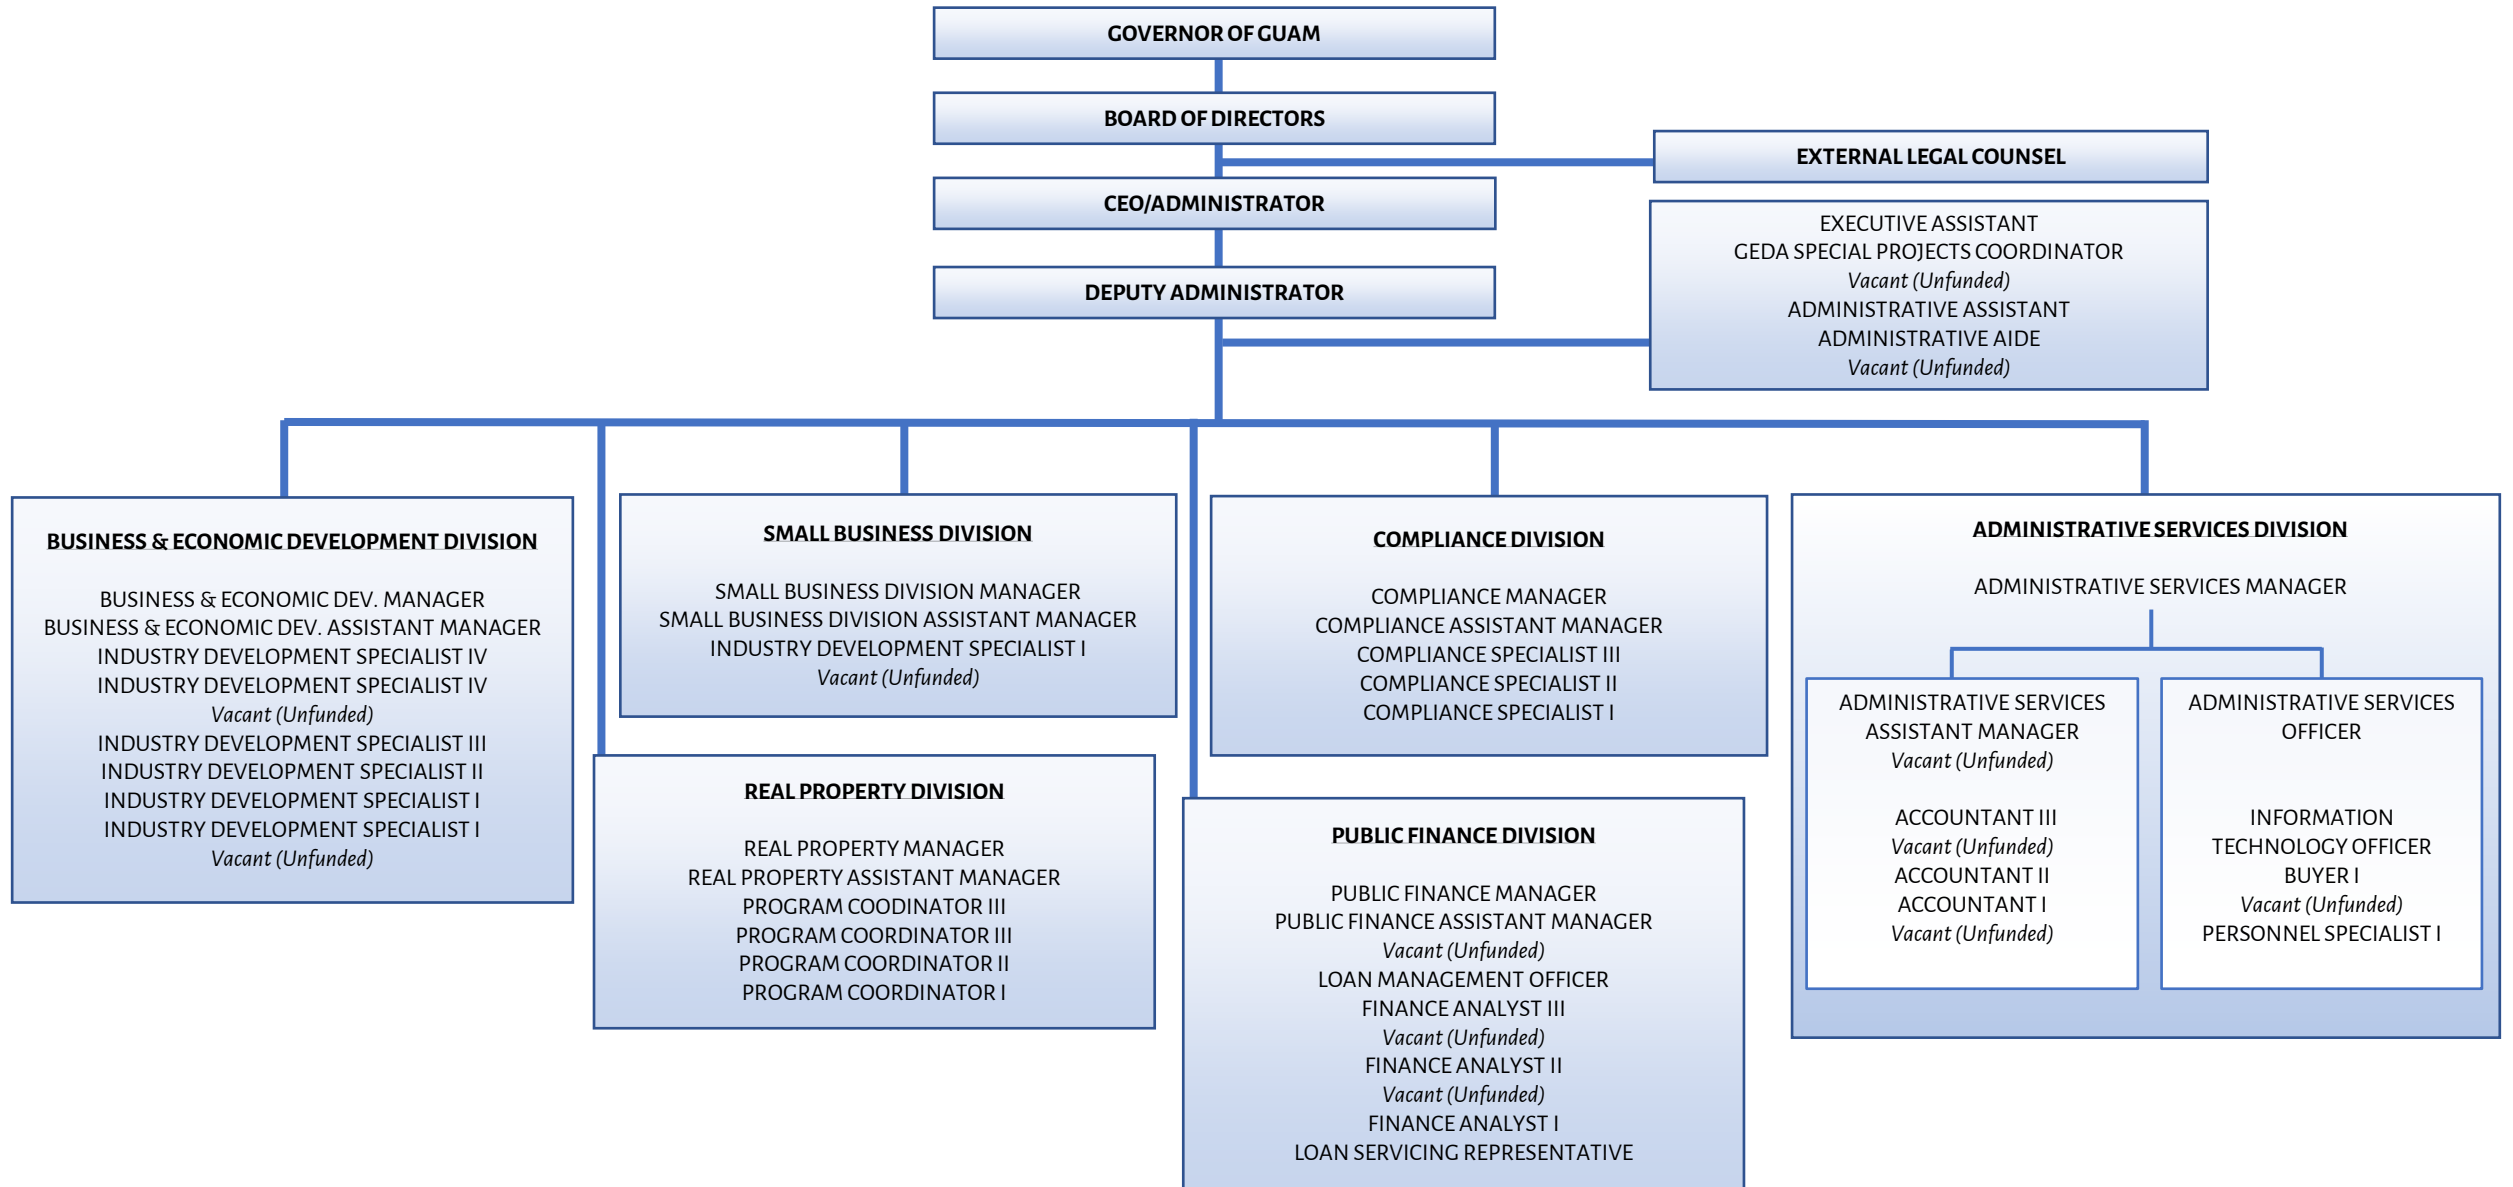 GOVERNOR OF GUAM
BOARD OF DIRECTORS
EXTERNAL LEGAL COUNSEL
CEO/ADMINISTRATOR
EXECUTIVE ASSISTANT
GEDA SPECIAL PROJECTS COORDINATOR
Vacant (Unfunded)
ADMINISTRATIVE ASSISTANT
ADMINISTRATIVE AIDE
Vacant (Unfunded)
DEPUTY ADMINISTRATOR
BUSINESS & ECONOMIC DEVELOPMENT DIVISION
BUSINESS & ECONOMIC DEV. MANAGER
BUSINESS & ECONOMIC DEV. ASSISTANT MANAGER
INDUSTRY DEVELOPMENT SPECIALIST IV
INDUSTRY DEVELOPMENT SPECIALIST IV
Vacant (Unfunded)
INDUSTRY DEVELOPMENT SPECIALIST III
INDUSTRY DEVELOPMENT SPECIALIST II
INDUSTRY DEVELOPMENT SPECIALIST I
INDUSTRY DEVELOPMENT SPECIALIST I
Vacant (Unfunded)
SMALL BUSINESS DIVISION
SMALL BUSINESS DIVISION MANAGER
SMALL BUSINESS DIVISION ASSISTANT MANAGER
INDUSTRY DEVELOPMENT SPECIALIST I
Vacant (Unfunded)
REAL PROPERTY DIVISION
REAL PROPERTY MANAGER
REAL PROPERTY ASSISTANT MANAGER
PROGRAM COODINATOR III
PROGRAM COORDINATOR III
PROGRAM COORDINATOR II
PROGRAM COORDINATOR I
COMPLIANCE DIVISION
COMPLIANCE MANAGER
COMPLIANCE ASSISTANT MANAGER
COMPLIANCE SPECIALIST III
COMPLIANCE SPECIALIST II
COMPLIANCE SPECIALIST I
PUBLIC FINANCE DIVISION
PUBLIC FINANCE MANAGER
PUBLIC FINANCE ASSISTANT MANAGER
Vacant (Unfunded)
LOAN MANAGEMENT OFFICER
FINANCE ANALYST III
Vacant (Unfunded)
FINANCE ANALYST II
Vacant (Unfunded)
FINANCE ANALYST I
LOAN SERVICING REPRESENTATIVE
ADMINISTRATIVE SERVICES DIVISION
ADMINISTRATIVE SERVICES MANAGER
ADMINISTRATIVE SERVICES
ASSISTANT MANAGER
Vacant (Unfunded)
ACCOUNTANT III
Vacant (Unfunded)
ACCOUNTANT II
ACCOUNTANT I
Vacant (Unfunded)
ADMINISTRATIVE SERVICES
OFFICER
INFORMATION
TECHNOLOGY OFFICER
BUYER I
Vacant (Unfunded)
PERSONNEL SPECIALIST I